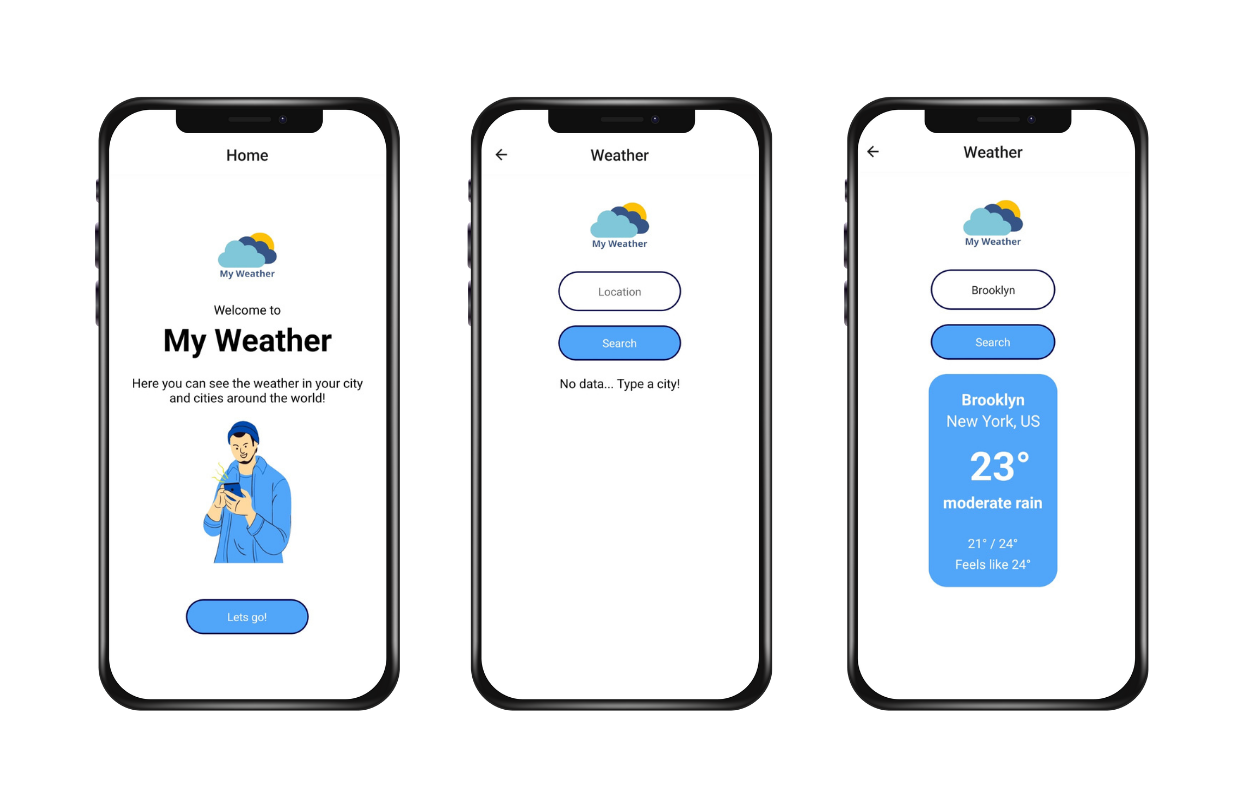 Home
My Weather
Welcome to
My Weather
Here you can see the weather in your city
and cities around the world!
Lets go!
Weather
My Weather
Location
Search
No data... Type a city!
Weather
My Weather
Brooklyn
Search
Brooklyn
New York, US
23°
moderate rain
21° / 24°
Feels like 24°